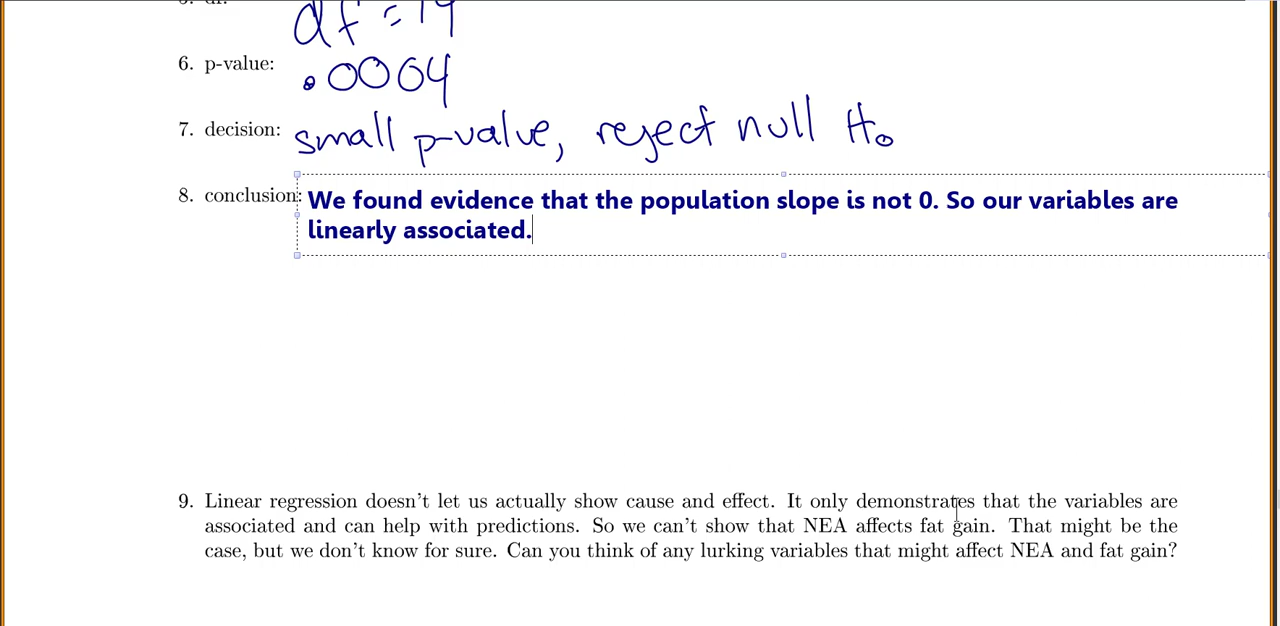 df = 14
6. p-value: .0004
7. decision: small p-value, reject null H₀
8. conclusion: We found evidence that the population slope is not 0. So our variables are
linearly associated.
9. Linear regression doesn't let us actually show cause and effect. It only demonstrates that the variables are
associated and can help with predictions. So we can't show that NEA affects fat gain. That might be the
case, but we don't know for sure. Can you think of any lurking variables that might affect NEA and fat gain?